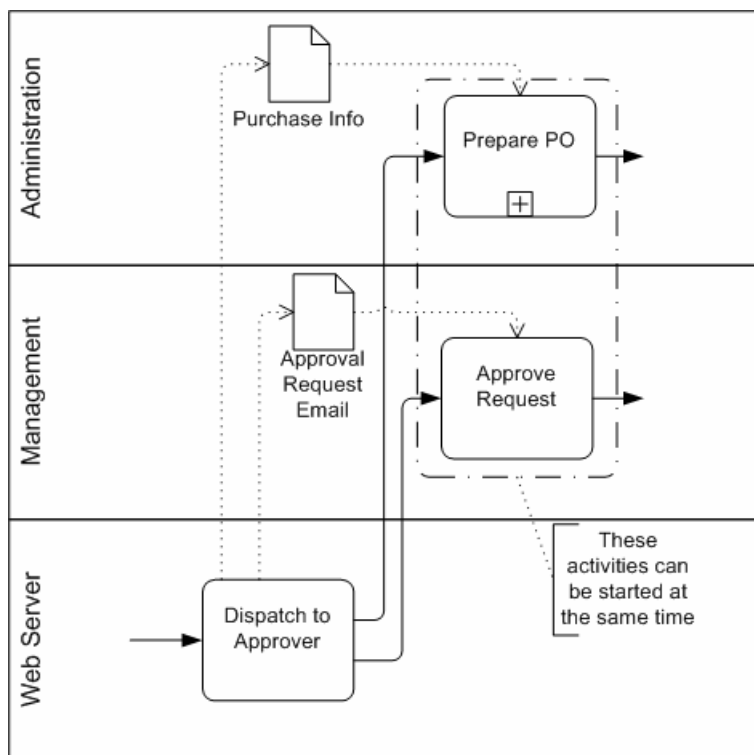 Administration
Purchase Info
Prepare PO
Management
Approval
Request
Email
Approve
Request
Web Server
Dispatch to
Approver
These
activities can
be started at
the same time